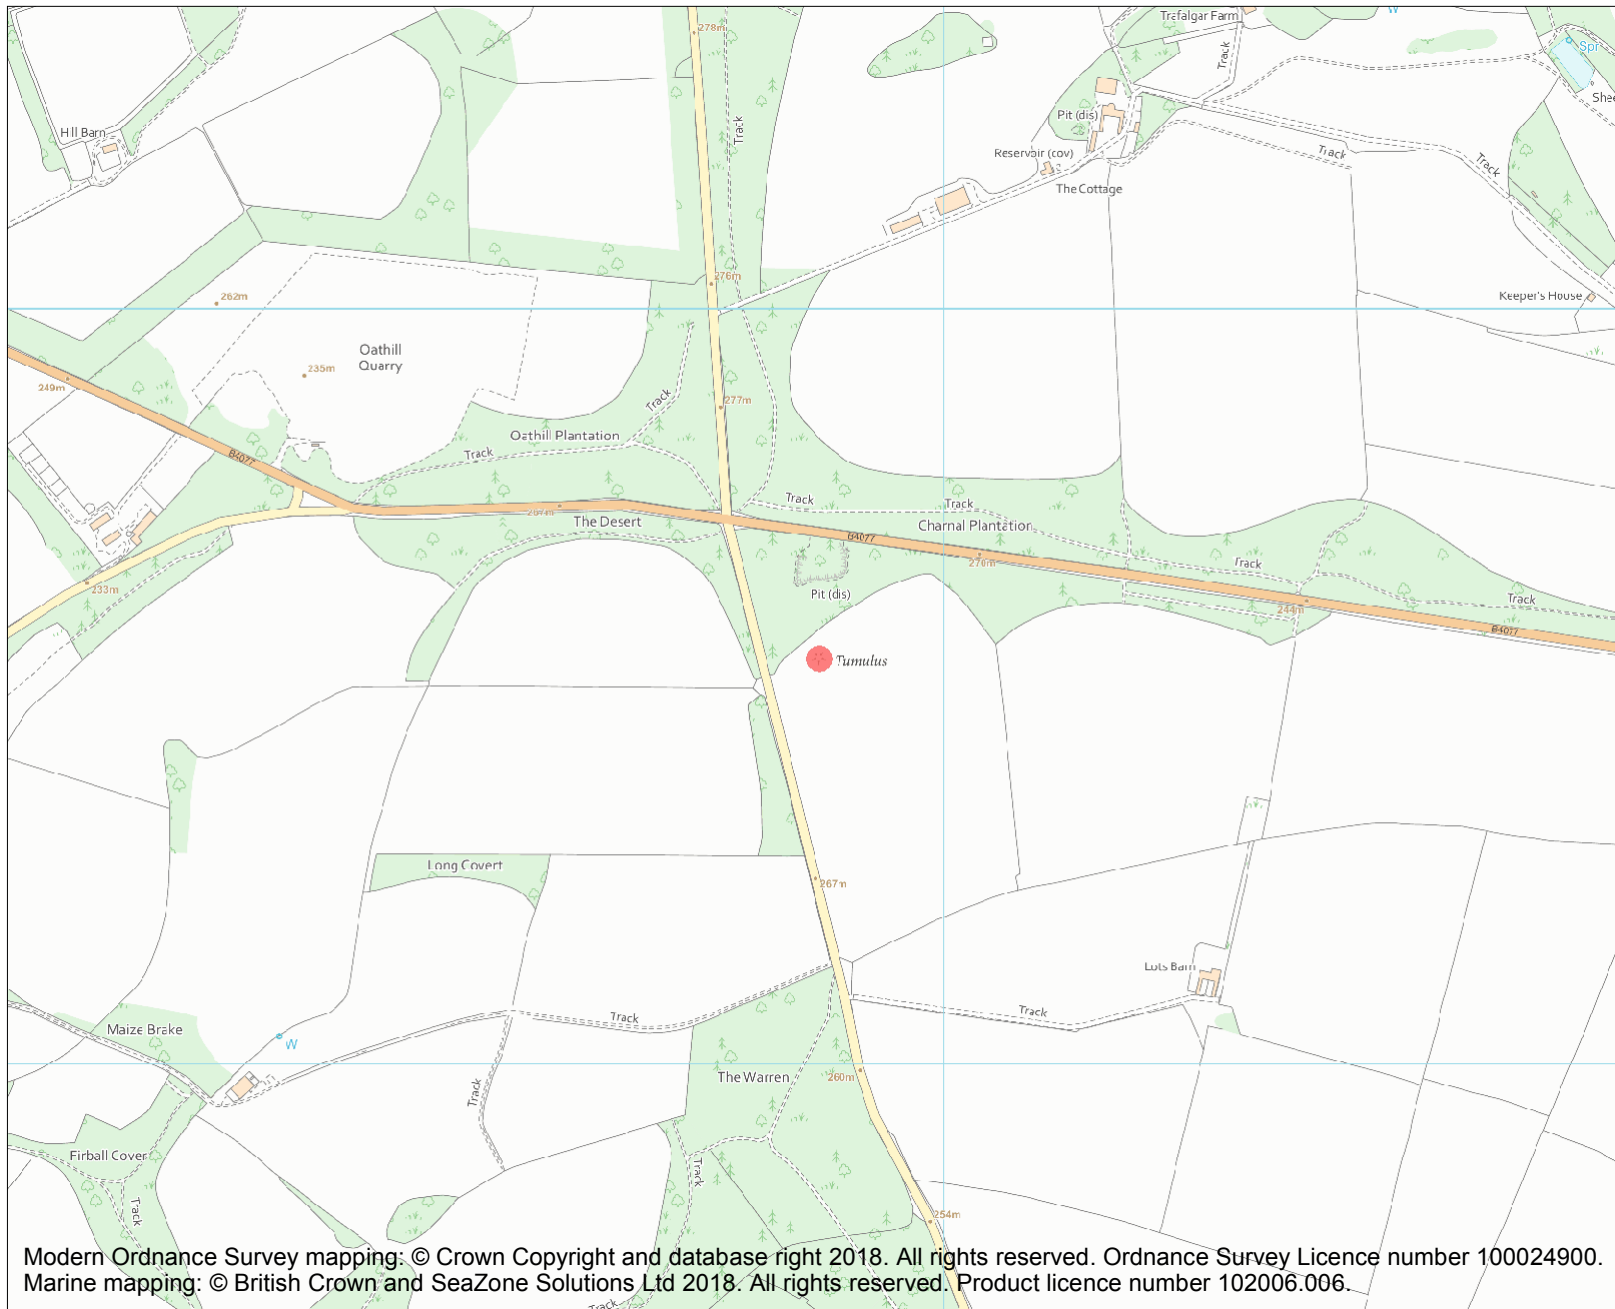 278m
Trafalgar Farm
W
Spr
Track
Track
Hill Barn
Pit (dis)
Reservoir (cov)
Track
Track
The Cottage
276m
262m
Keeper's House
Oathill
Quarry
235m
249m
277m
Track
Oathill Plantation
Track
B4077
Track
Track
The Desert
Charnal Plantation
B4077
270m
Track
233m
Pit (dis)
Track
244m
B4077
Tumulus
Long Covert
267m
Lots Barn
Track
Track
Maize Brake
W
The Warren
260m
Track
Firball Cover
Track
Track
254m
Modern Ordnance Survey mapping: © Crown Copyright and database right 2018. All rights reserved. Ordnance Survey Licence number 100024900.
Marine mapping: © British Crown and SeaZone Solutions Ltd 2018. All rights reserved. Product licence number 102006.006.
Track